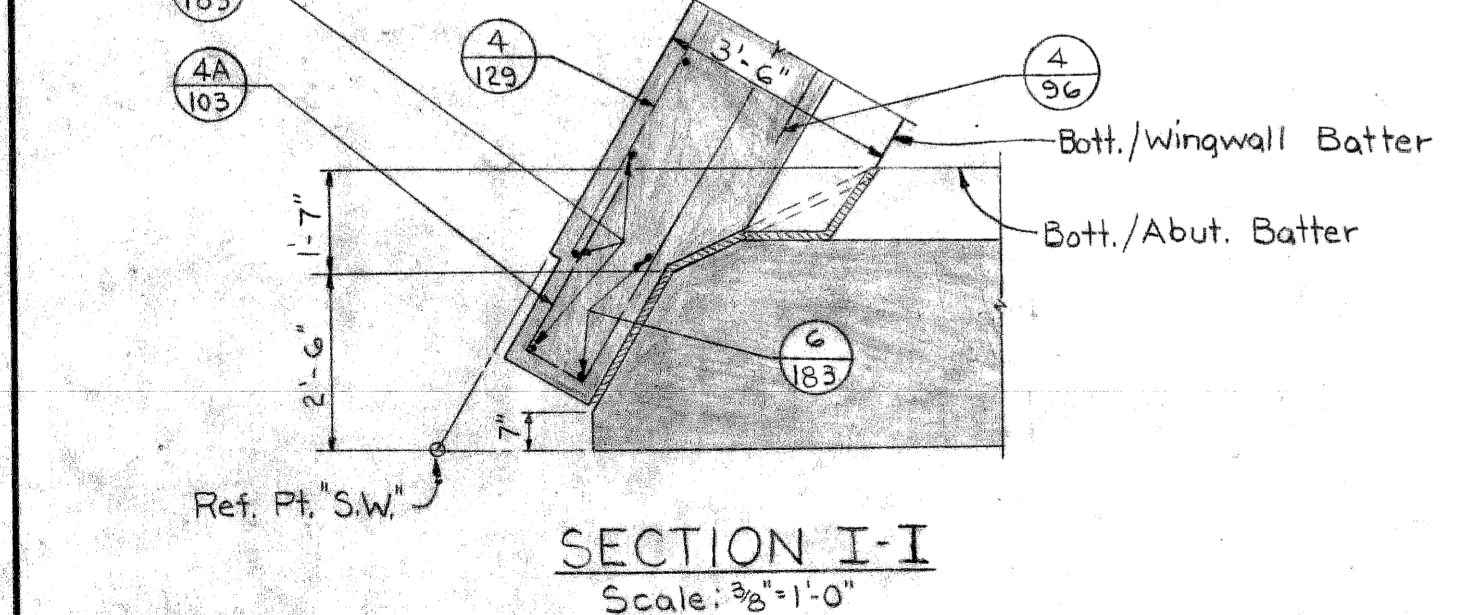 183
4
129
3'-6"
4
96
4A
103
Bott./Wingwall Batter
1'-7"
Bott./Abut. Batter
2'-6"
6
183
7"
Ref. Pt. "S.W."
SECTION I-I
Scale: 3/8"=1'-0"